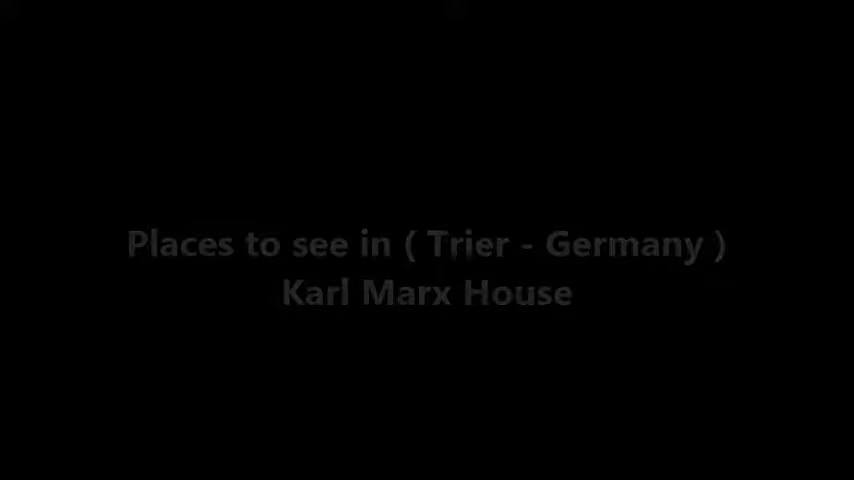 Places to see in ( Trier - Germany )
Karl Marx House